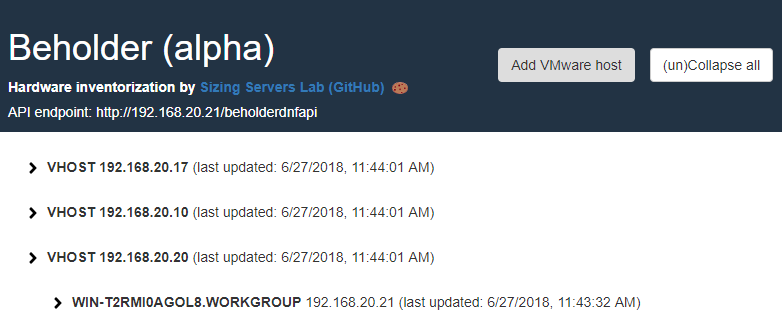 Beholder (alpha)
Add VMware host
(un)Collapse all
Hardware inventorization by Sizing Servers Lab (GitHub)
API endpoint: http://192.168.20.21/beholderdnfapi
VHOST 192.168.20.17 (last updated: 6/27/2018, 11:44:01 AM)
VHOST 192.168.20.10 (last updated: 6/27/2018, 11:44:01 AM)
VHOST 192.168.20.20 (last updated: 6/27/2018, 11:44:01 AM)
WIN-T2RMI0AGOL8.WORKGROUP 192.168.20.21 (last updated: 6/27/2018, 11:43:32 AM)